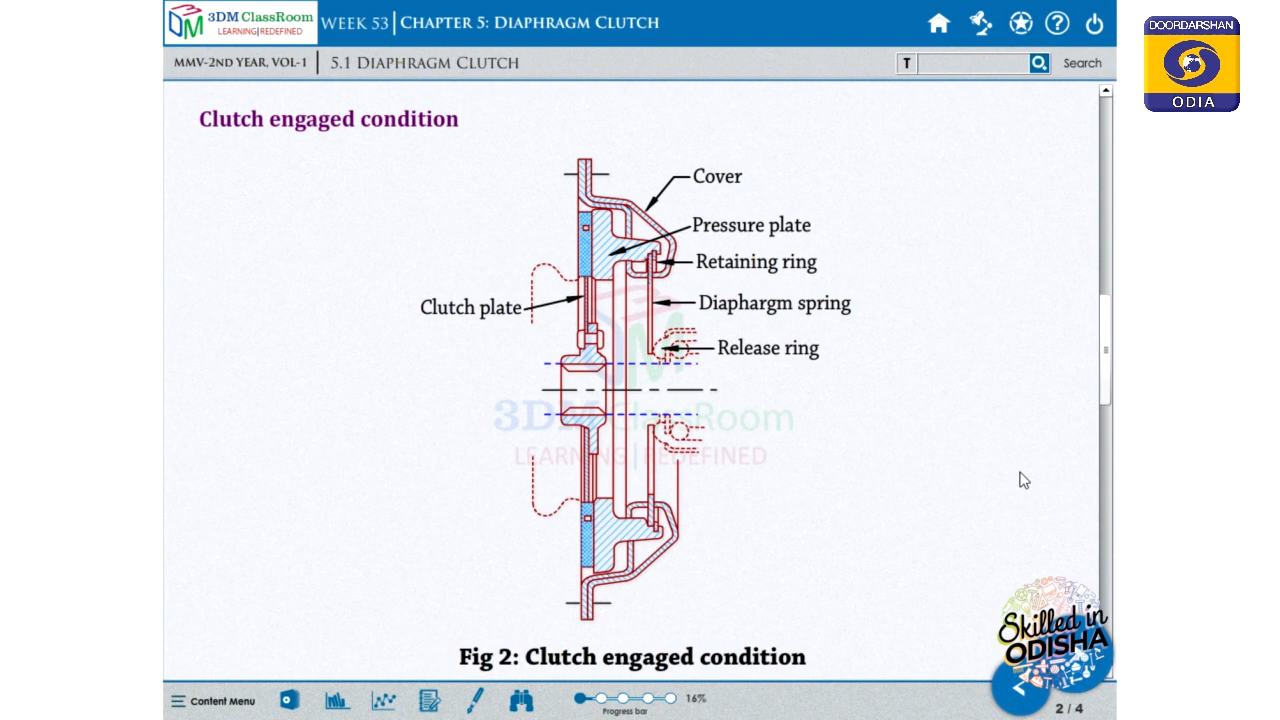 3DM ClassRoom
LEARNING|REDEFINED
WEEK 53 | CHAPTER 5: DIAPHRAGM CLUTCH
DOORDARSHAN
ODIA
MMV-2ND YEAR, VOL-1 | 5.1 DIAPHRAGM CLUTCH
T
Search
Clutch engaged condition
Cover
Pressure plate
Retaining ring
Diaphargm spring
Clutch plate
Release ring
3DM ClassRoom
LEARNING|REDEFINED
Fig 2: Clutch engaged condition
Skilled in
ODISHA
Content Menu
Progress bar
16%
2 / 4